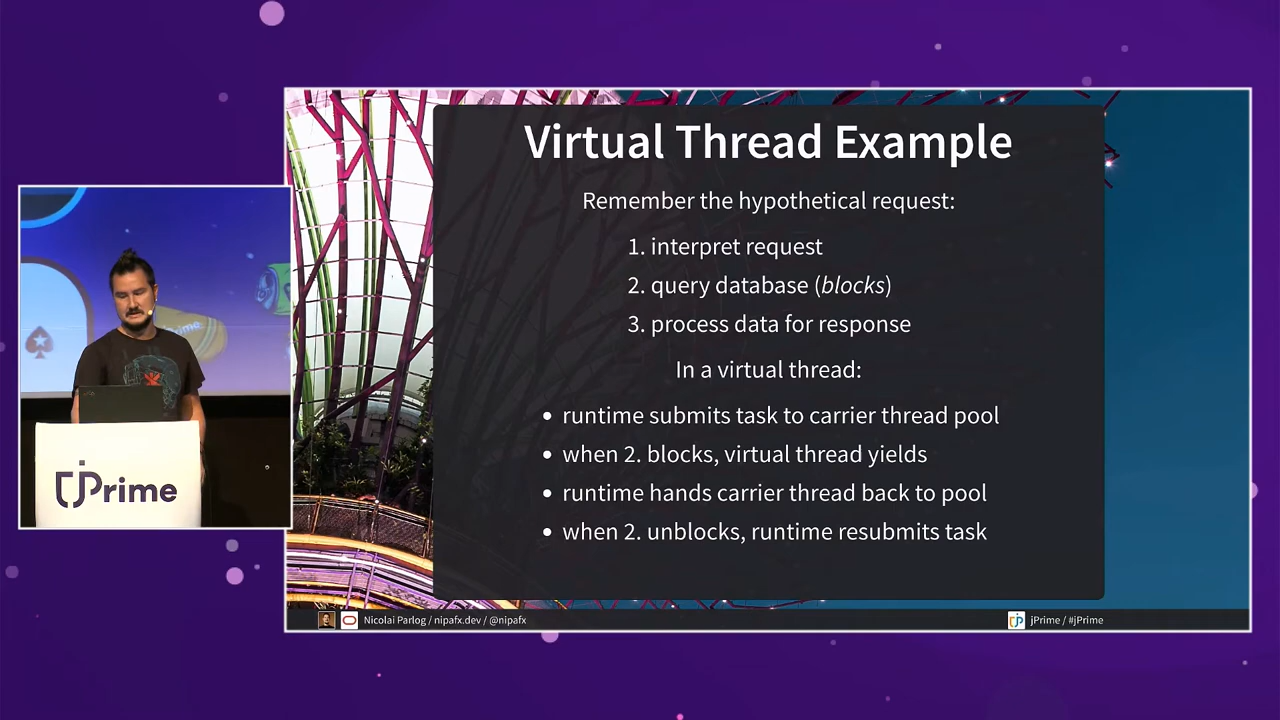 Virtual Thread Example
Remember the hypothetical request:
1. interpret request
2. query database (blocks)
3. process data for response
In a virtual thread:
• runtime submits task to carrier thread pool
• when 2. blocks, virtual thread yields
• runtime hands carrier thread back to pool
• when 2. unblocks, runtime resubmits task
jPrime
Nicolai Parlog / nipafx.dev / @nipafx
jPrime / #jPrime